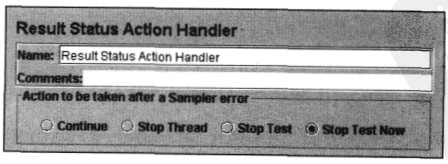 Result Status Action Handler
Name: Result Status Action Handler
Comments:
Action to be taken after a Sampler error
Continue Stop Thread Stop Test Stop Test Now